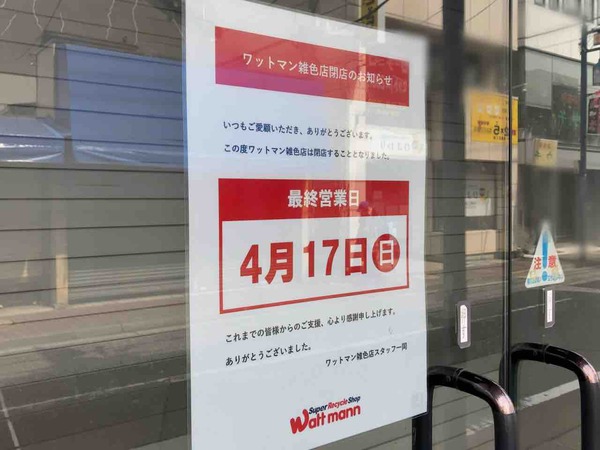 ワットマン雑色店閉店のお知らせ
いつもご愛顧いただき、ありがとうございます。
この度ワットマン雑色店は閉店することとなりました。
最終営業日
4月17日日
これまでの皆様からのご支援、心より感謝申し上げます。
ありがとうございました。
ワットマン雑色店スタッフ一同
Super Recycle Shop
Wattmann
注意